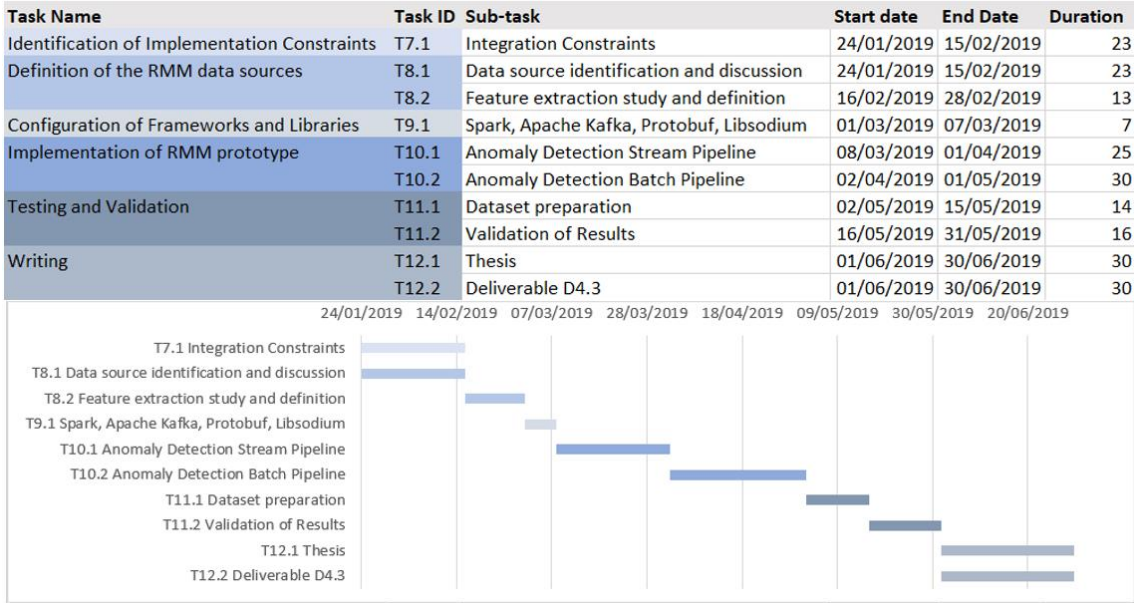 Task Name Task ID Sub-task Start date End Date Duration
Identification of Implementation Constraints T7.1 Integration Constraints 24/01/2019 15/02/2019 23
Definition of the RMM data sources T8.1 Data source identification and discussion 24/01/2019 15/02/2019 23
T8.2 Feature extraction study and definition 16/02/2019 28/02/2019 13
Configuration of Frameworks and Libraries T9.1 Spark, Apache Kafka, Protobuf, Libsodium 01/03/2019 07/03/2019 7
Implementation of RMM prototype T10.1 Anomaly Detection Stream Pipeline 08/03/2019 01/04/2019 25
T10.2 Anomaly Detection Batch Pipeline 02/04/2019 01/05/2019 30
Testing and Validation T11.1 Dataset preparation 02/05/2019 15/05/2019 14
T11.2 Validation of Results 16/05/2019 31/05/2019 16
Writing T12.1 Thesis 01/06/2019 30/06/2019 30
T12.2 Deliverable D4.3 01/06/2019 30/06/2019 30
24/01/2019 14/02/2019 07/03/2019 28/03/2019 18/04/2019 09/05/2019 30/05/2019 20/06/2019
T7.1 Integration Constraints
T8.1 Data source identification and discussion
T8.2 Feature extraction study and definition
T9.1 Spark, Apache Kafka, Protobuf, Libsodium
T10.1 Anomaly Detection Stream Pipeline
T10.2 Anomaly Detection Batch Pipeline
T11.1 Dataset preparation
T11.2 Validation of Results
T12.1 Thesis
T12.2 Deliverable D4.3